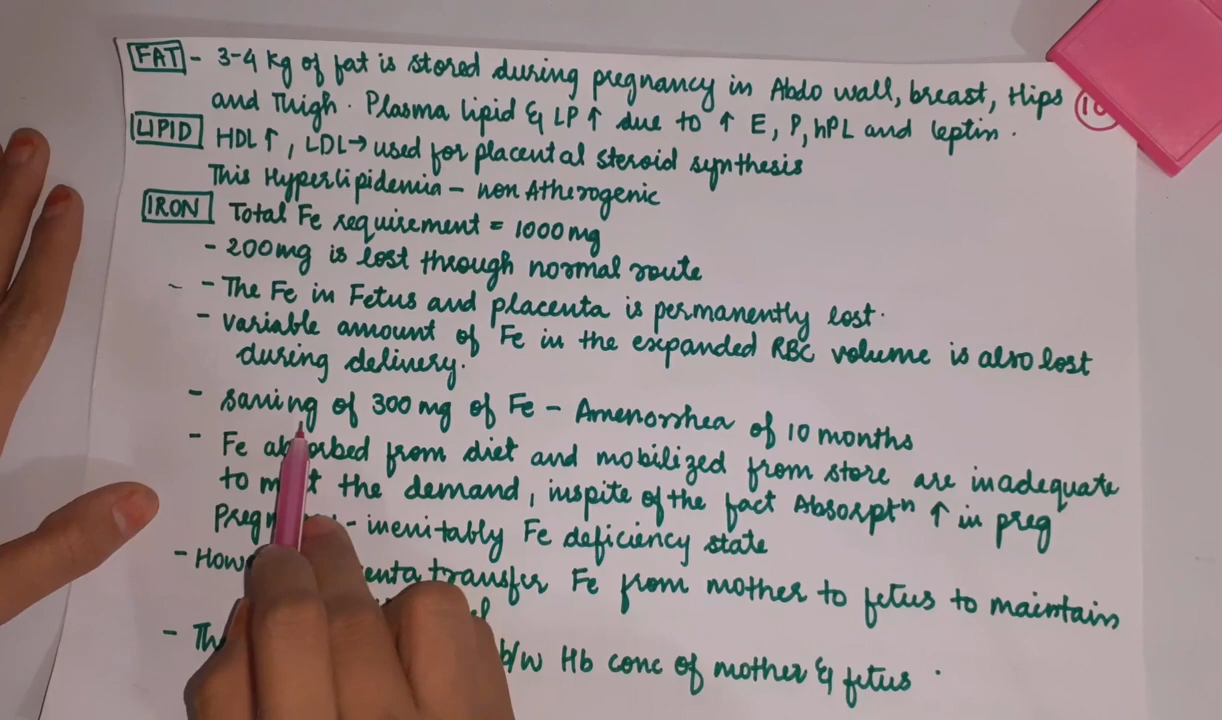 FAT - 3-4 kg of fat is stored during pregnancy in Abdo wall, breast, Hips
and Thigh. Plasma lipid & LP ↑ due to ↑ E, P, hPL and leptin.
LIPID HDL↑, LDL→ used for placental steroid synthesis
This Hyperlipidemia - non Atherogenic
IRON Total Fe requirement = 1000 mg
- 200mg is lost through normal route
- The Fe in Fetus and placenta is permanently lost.
- variable amount of Fe in the expanded RBC volume is also lost
during delivery.
- saving of 300 mg of Fe - Amenorrhea of 10 months
- Fe absorbed from diet and mobilized from store are inadequate
to meet the demand, inspite of the fact Absorptn ↑ in preg
- inevitably Fe deficiency state
- transfer Fe from mother to fetus to maintain
- b/w Hb conc of mother & fetus.